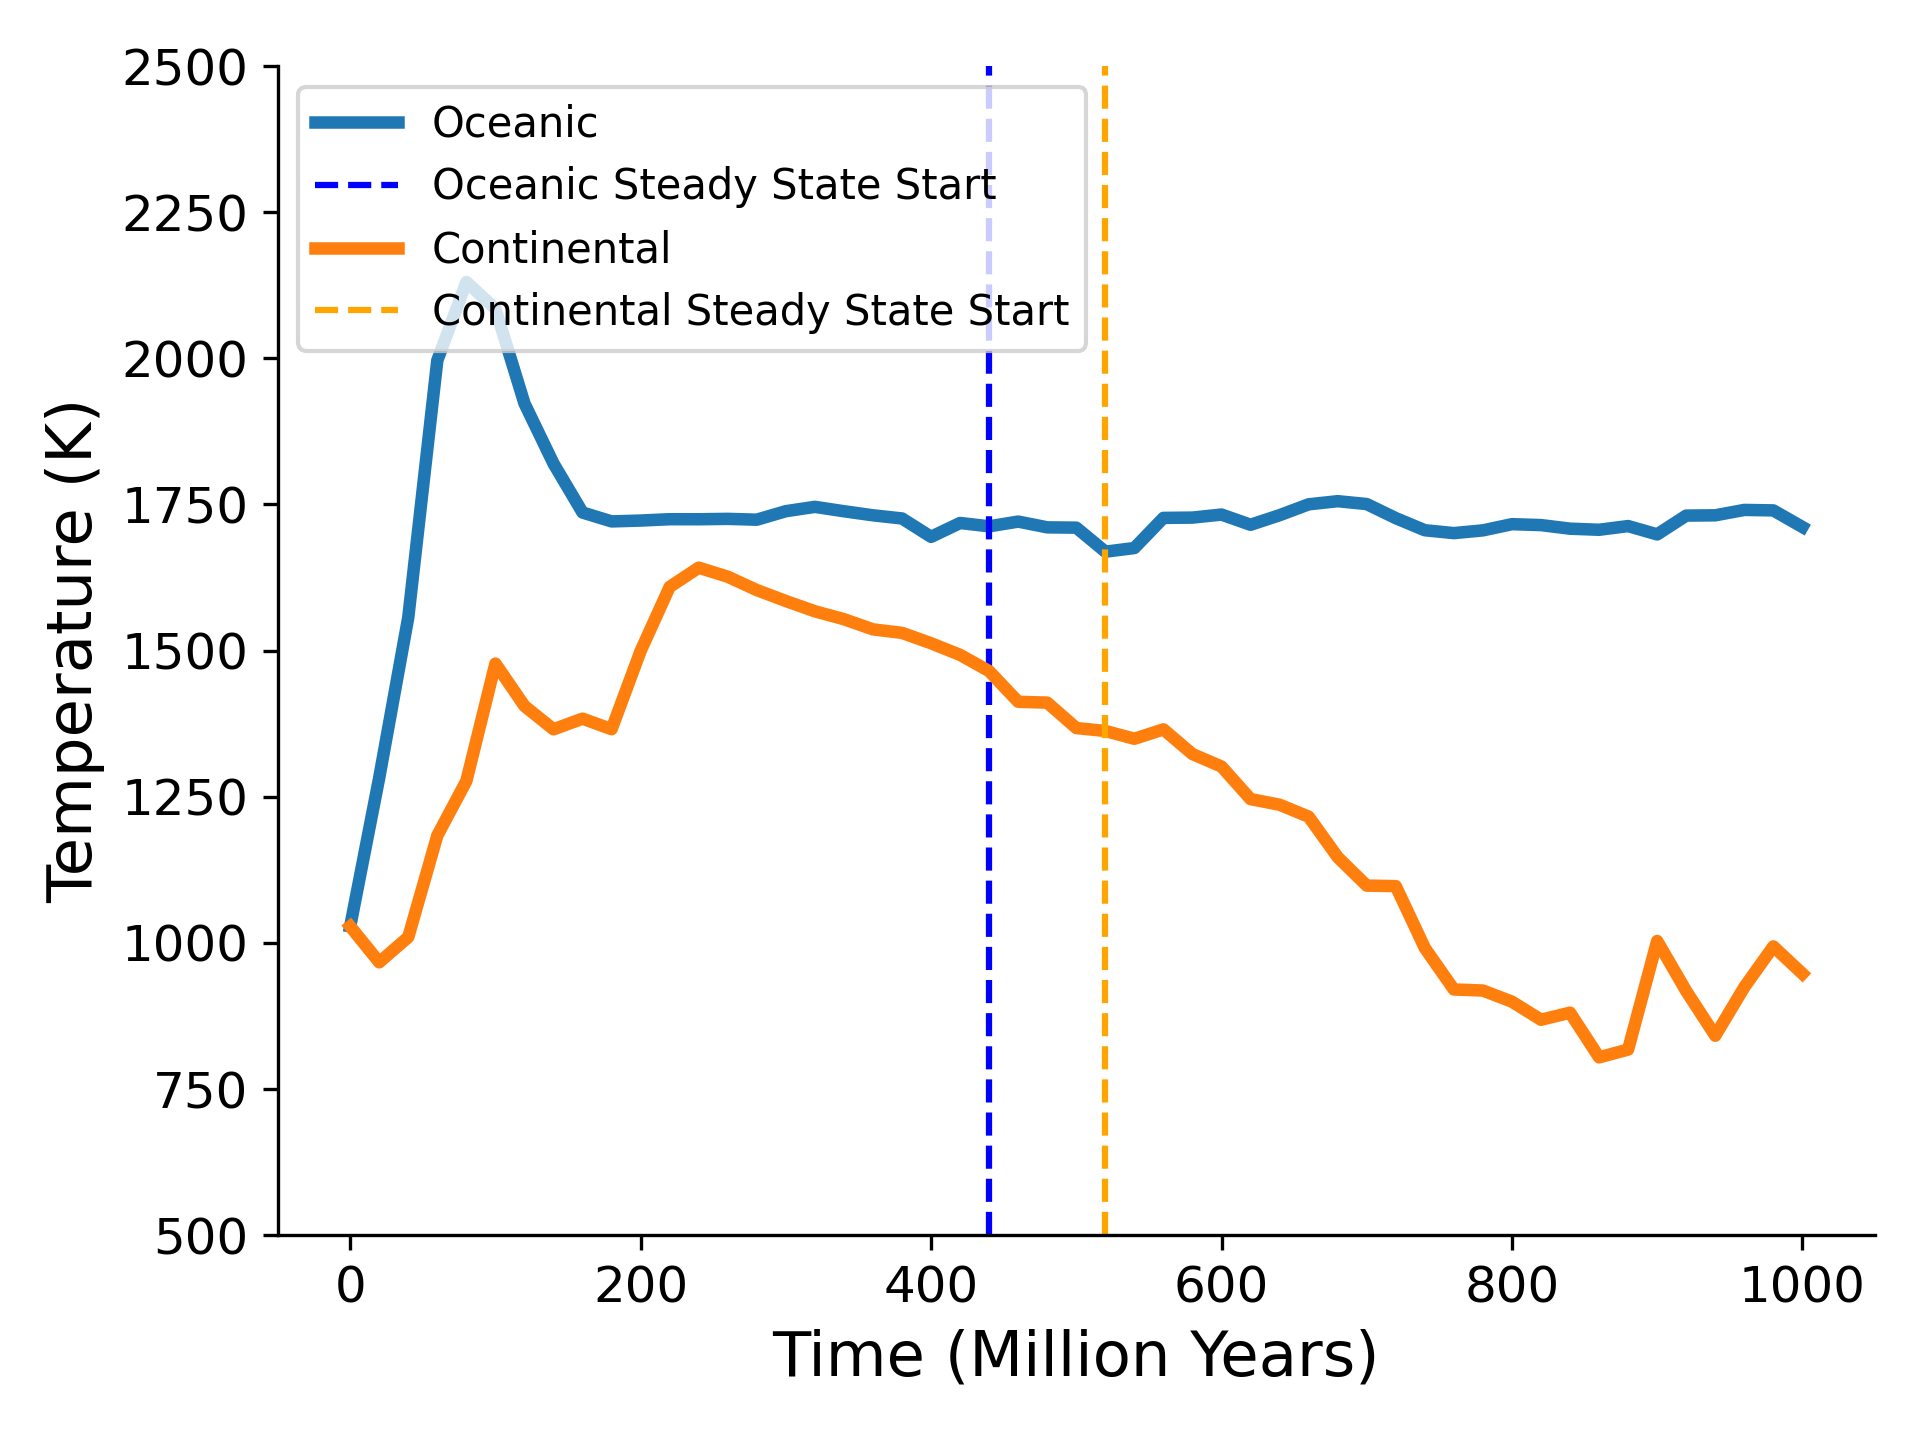 2500
2250
2000
1750
1500
1250
1000
750
500
Temperature (K)
Oceanic
Oceanic Steady State Start
Continental
Continental Steady State Start
0 200 400 600 800 1000
Time (Million Years)